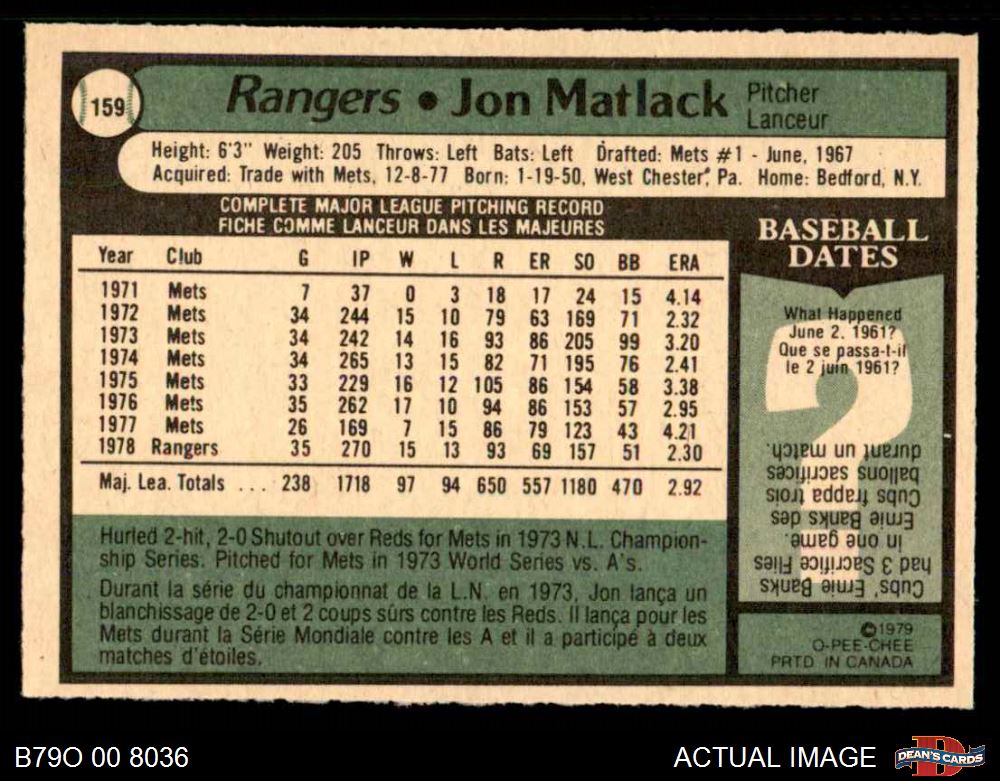 159
Rangers • Jon Matlack Pitcher
Lanceur
Height: 6'3" Weight: 205 Throws: Left Bats: Left Drafted: Mets #1 - June, 1967
Acquired: Trade with Mets, 12-8-77 Born: 1-19-50, West Chester, Pa. Home: Bedford, N.Y.
COMPLETE MAJOR LEAGUE PITCHING RECORD
FICHE COMME LANCEUR DANS LES MAJEURES
Year Club G IP W L R ER SO BB ERA
1971 Mets 7 37 0 3 18 17 24 15 4.14
1972 Mets 34 244 15 10 79 63 169 71 2.32
1973 Mets 34 242 14 16 93 86 205 99 3.20
1974 Mets 34 265 13 15 82 71 195 76 2.41
1975 Mets 33 229 16 12 105 86 154 58 3.38
1976 Mets 35 262 17 10 94 86 153 57 2.95
1977 Mets 26 169 7 15 86 79 123 43 4.21
1978 Rangers 35 270 15 13 93 69 157 51 2.30
Maj. Lea. Totals ... 238 1718 97 94 650 557 1180 470 2.92
Hurled 2-hit, 2-0 Shutout over Reds for Mets in 1973 N.L. Champion-
ship Series. Pitched for Mets in 1973 World Series vs. A's.
Durant la série du championnat de la L.N. en 1973, Jon lança un
blanchissage de 2-0 et 2 coups sûrs contre les Reds. Il lança pour les
Mets durant la Série Mondiale contre les A et il a participé à deux
matches d'étoiles.
BASEBALL
DATES
What Happened
June 2, 1961?
Que se passa-t-il
le 2 juin 1961?
Cubs' Ernie Banks
had 3 Sacrifice Flies
in one game.
Ernie Banks des
Cubs frappa trois
ballons sacrifices
durant un match.
©1979
O-PEE-CHEE
PRTD. IN CANADA
B79O 00 8036
ACTUAL IMAGE
D
DEAN'S CARDS